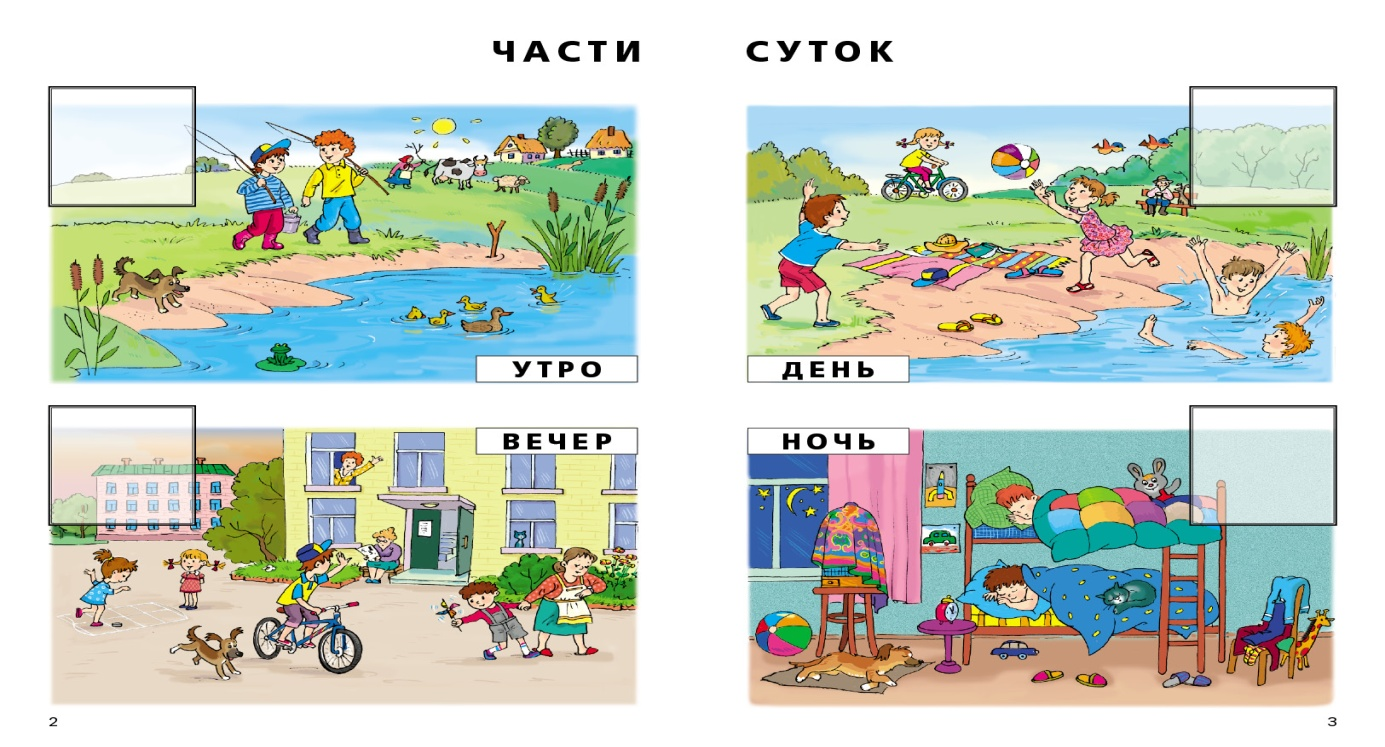 ЧАСТИ СУТОК
УТРО
ДЕНЬ
ВЕЧЕР
НОЧЬ
2
3